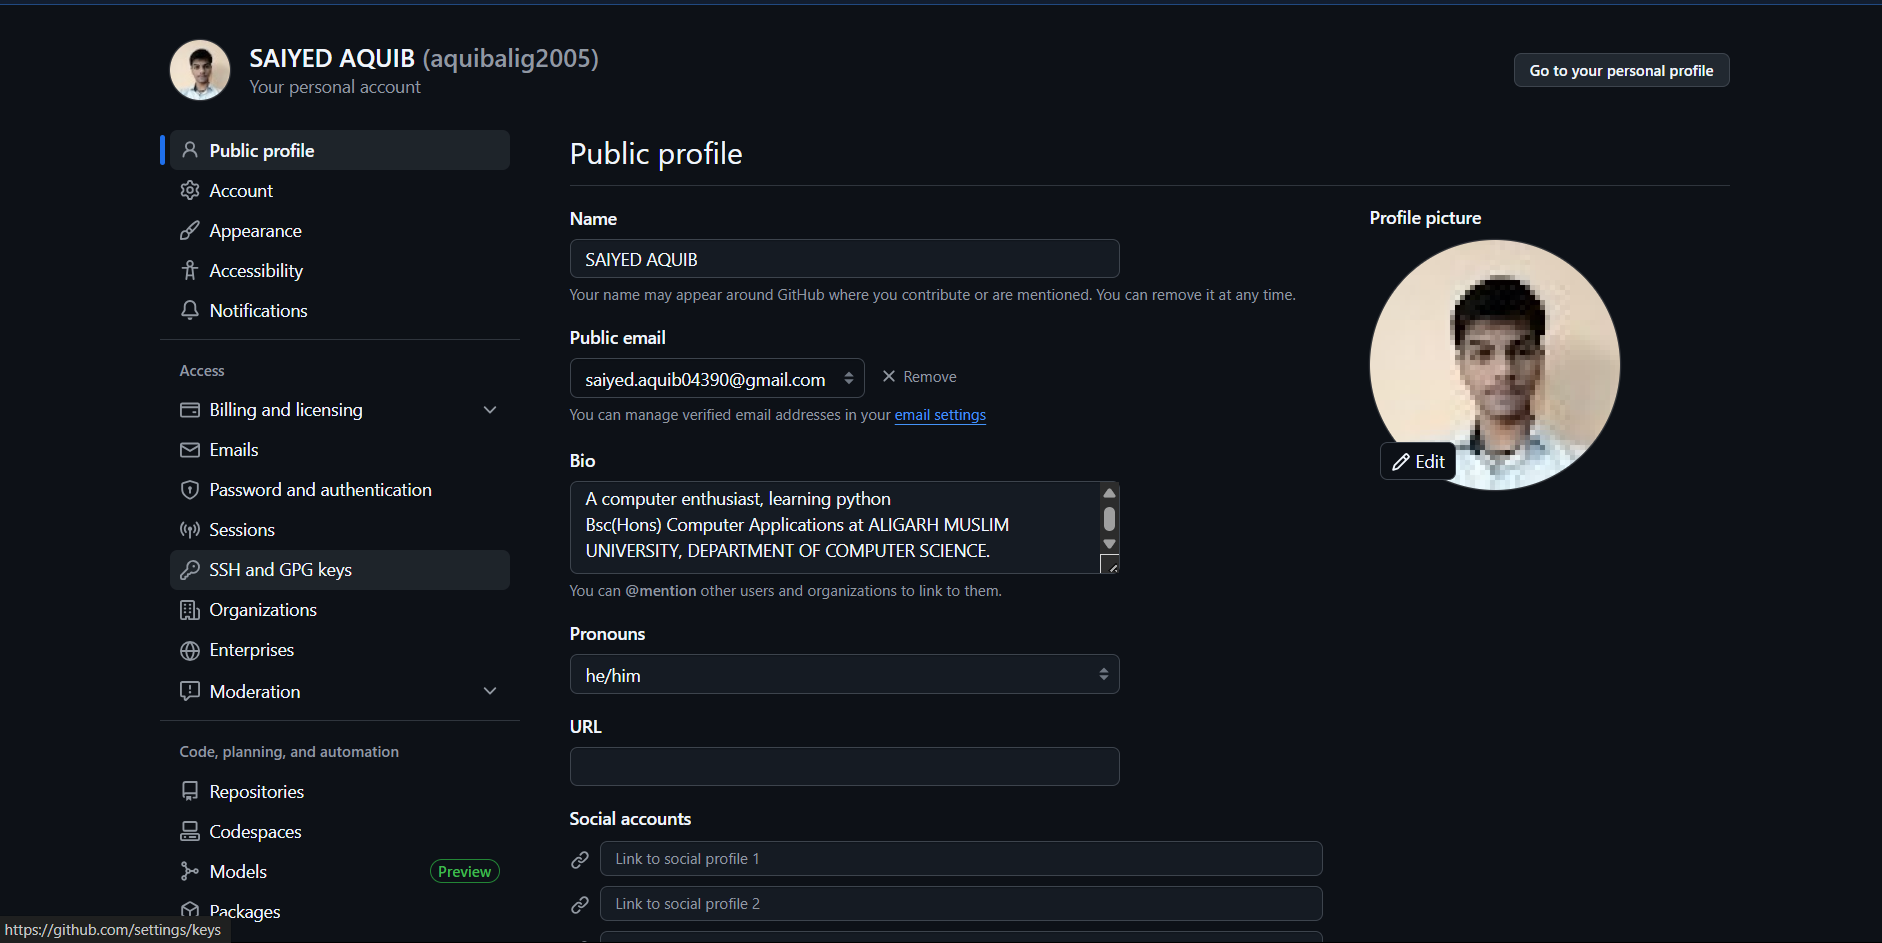 SAIYED AQUIB (aquibalig2005)
Your personal account
Go to your personal profile
Public profile
Account
Appearance
Accessibility
Notifications
Access
Billing and licensing
Emails
Password and authentication
Sessions
SSH and GPG keys
Organizations
Enterprises
Moderation
Code, planning, and automation
Repositories
Codespaces
Models
Preview
Packages
https://github.com/settings/keys
Public profile
Name
SAIYED AQUIB
Your name may appear around GitHub where you contribute or are mentioned. You can remove it at any time.
Public email
saiyed.aquib04390@gmail.com
Remove
You can manage verified email addresses in your email settings
Bio
A computer enthusiast, learning python
Bsc(Hons) Computer Applications at ALIGARH MUSLIM
UNIVERSITY, DEPARTMENT OF COMPUTER SCIENCE.
You can @mention other users and organizations to link to them.
Pronouns
he/him
URL
Social accounts
Link to social profile 1
Link to social profile 2
Profile picture
Edit